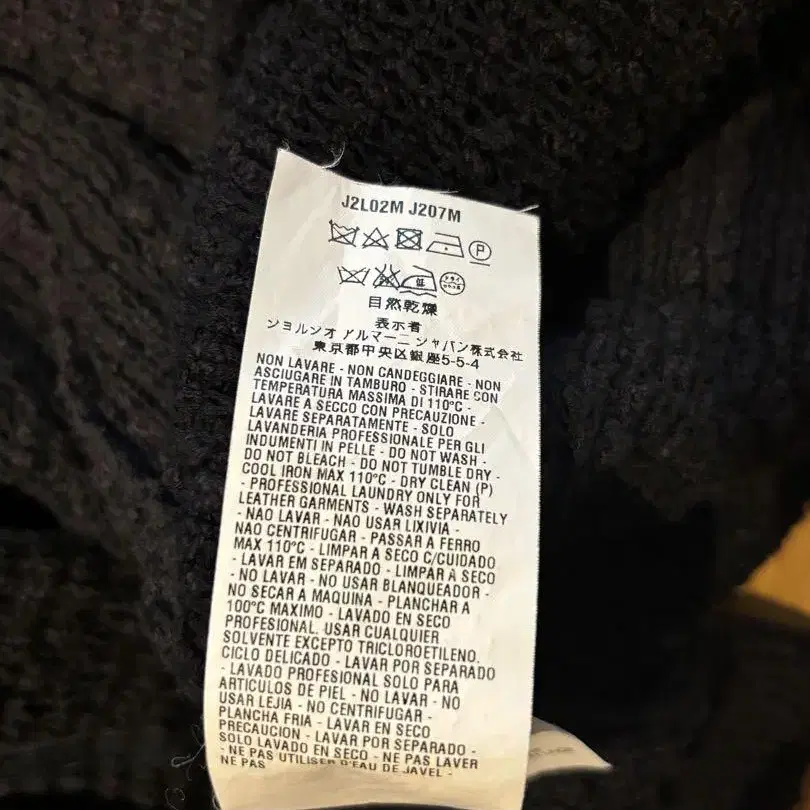 J2L02M J207M
自然乾燥
表示者
ジョルジオ アルマーニ ジャパン株式会社
東京都中央区銀座5-5-4
NON LAVARE - NON CANDEGGIARE - NON
ASCIUGARE IN TAMBURO - STIRARE CON
TEMPERATURA MASSIMA DI 110°C -
LAVARE A SECCO CON PRECAUZIONE -
LAVARE SEPARATAMENTE - SOLO
LAVANDERIA PROFESSIONALE PER GLI
INDUMENTI IN PELLE - DO NOT WASH -
DO NOT BLEACH - DO NOT TUMBLE DRY -
COOL IRON MAX 110°C - DRY CLEAN (P)
- PROFESSIONAL LAUNDRY ONLY FOR
LEATHER GARMENTS - WASH SEPARATELY
- NAO LAVAR - NAO USAR LIXIVIA -
NAO CENTRIFUGAR - PASSAR A FERRO
MAX 110°C - LIMPAR A SECO C/CUIDADO
- LAVAR EM SEPARADO - LIMPAR A SECO
- NO LAVAR - NO USAR BLANQUEADOR -
NO SECAR A MAQUINA - PLANCHAR A
100°C MAXIMO - LAVADO EN SECO
PROFESIONAL. USAR CUALQUIER
SOLVENTE EXCEPTO TRICLOROETILENO.
CICLO DELICADO - LAVAR POR SEPARADO
- LAVADO PROFESIONAL SOLO PARA
ARTICULOS DE PIEL - NO LAVAR - NO
USAR LEJIA - NO CENTRIFUGAR -
PLANCHA FRIA - LAVAR EN SECO
PRECAUCION - LAVAR POR SEPARADO -
SOLO LAVADO EN SECO - NE PAS LAVER
- NE PAS UTILISER D'EAU DE JAVEL -
NE PAS